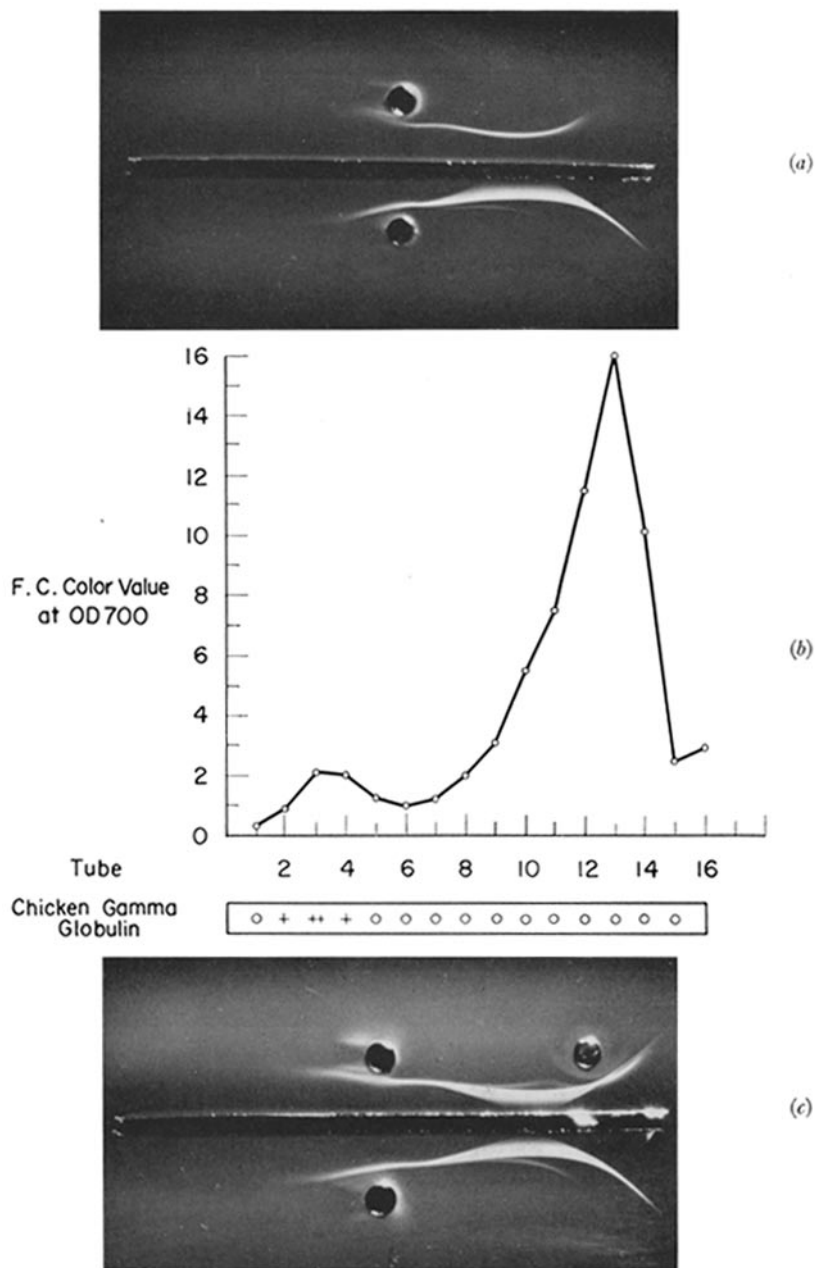 (a)
16
14
12
10
8
6
4
2
0
F. C. Color Value
at OD700
(b)
Tube 2 4 6 8 10 12 14 16
Chicken Gamma
Globulin
O + ++ + O O O O O O O O O O O
(c)